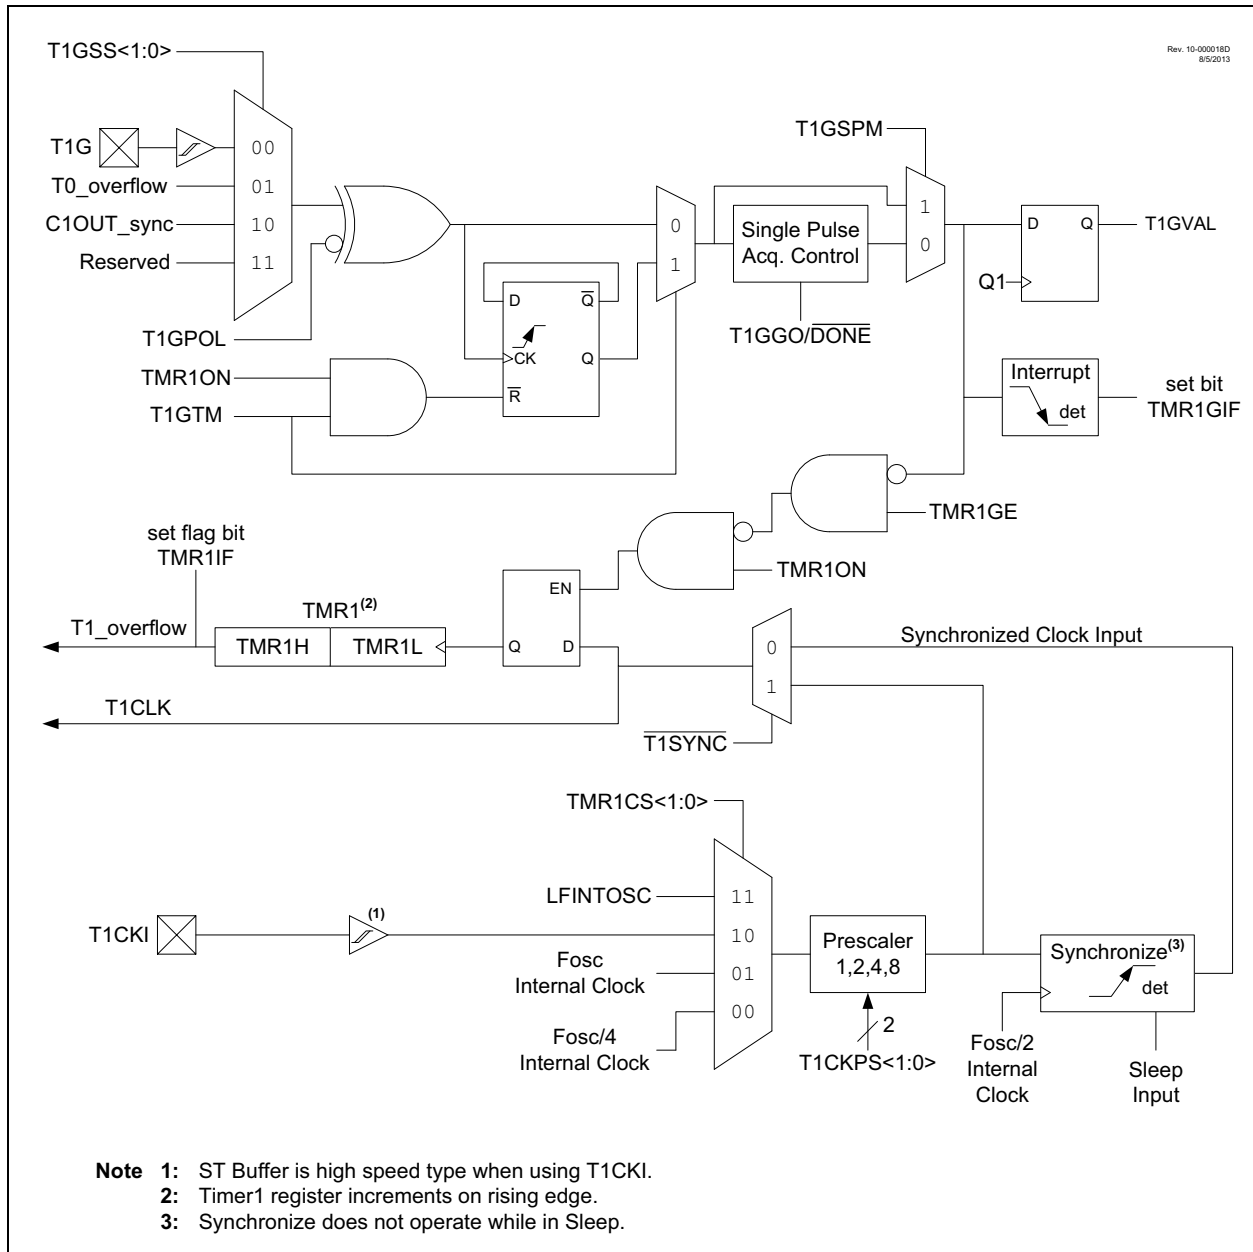 T1GSS<1:0>
Rev. 10-000018D
8/5/2013
T1G
00
T0_overflow
01
C1OUT_sync
10
Reserved
11
T1GPOL
TMR1ON
T1GTM
D
Q̅
CK
Q
R̅
0
1
T1GSPM
Single Pulse
Acq. Control
1
0
T1GGO/D̅O̅N̅E̅
D
Q
T1GVAL
Q1
Interrupt
det
set bit
TMR1GIF
TMR1GE
TMR1ON
set flag bit
TMR1IF
T1_overflow
TMR1(2)
TMR1H
TMR1L
EN
Q
D
T1CLK
0
1
Synchronized Clock Input
T̅1̅S̅Y̅N̅C̅
TMR1CS<1:0>
LFINTOSC
11
T1CKI
(1)
10
Fosc
Internal Clock
01
Fosc/4
Internal Clock
00
Prescaler
1,2,4,8
2
T1CKPS<1:0>
Synchronize(3)
det
Fosc/2
Internal
Clock
Sleep
Input
Note 1: ST Buffer is high speed type when using T1CKI.
2: Timer1 register increments on rising edge.
3: Synchronize does not operate while in Sleep.